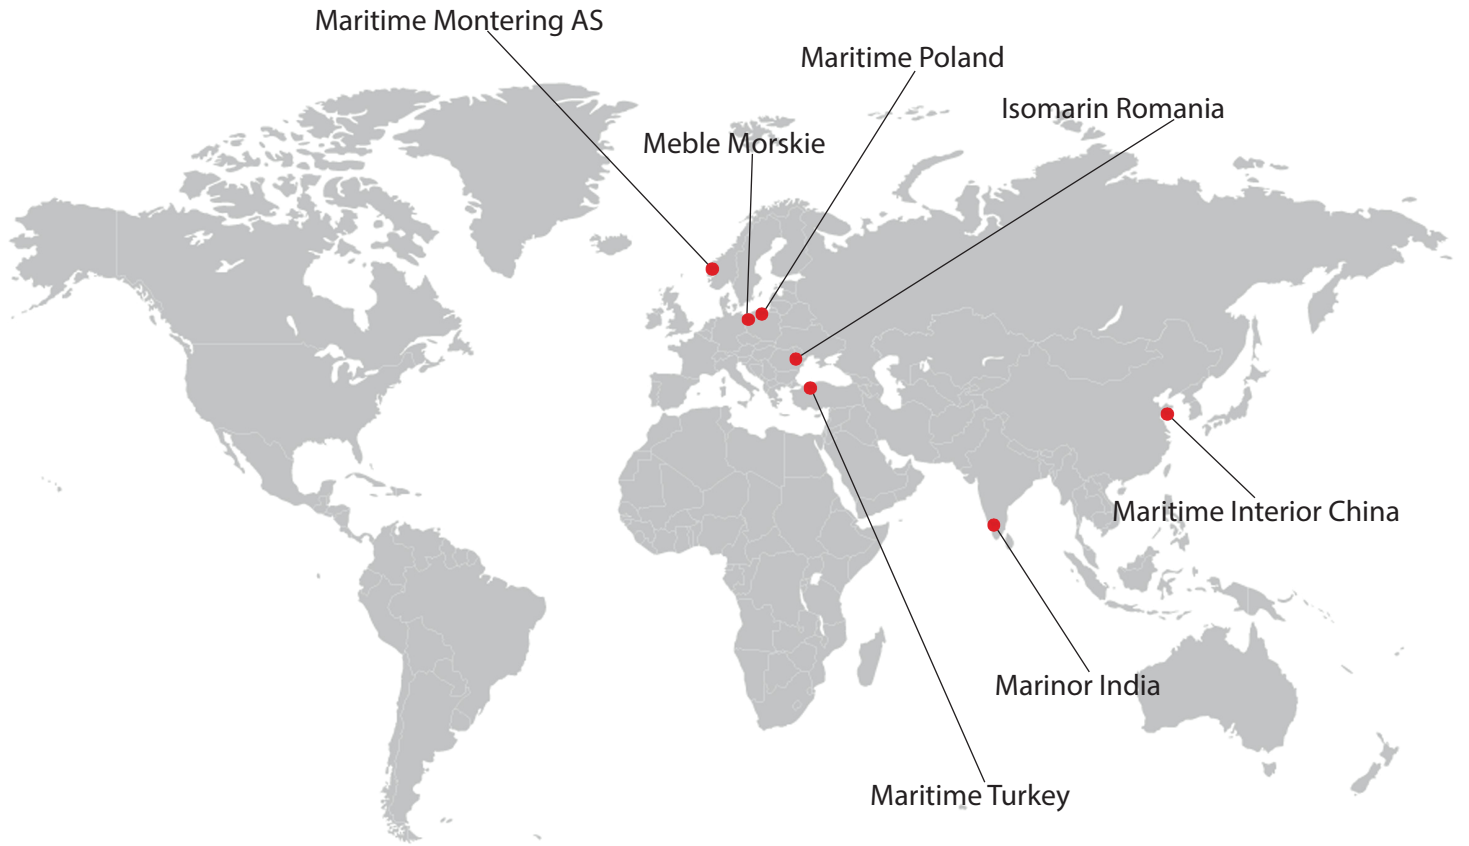 Maritime Montering AS
Maritime Poland
Isomarin Romania
Meble Morskie
Maritime Interior China
Marinor India
Maritime Turkey